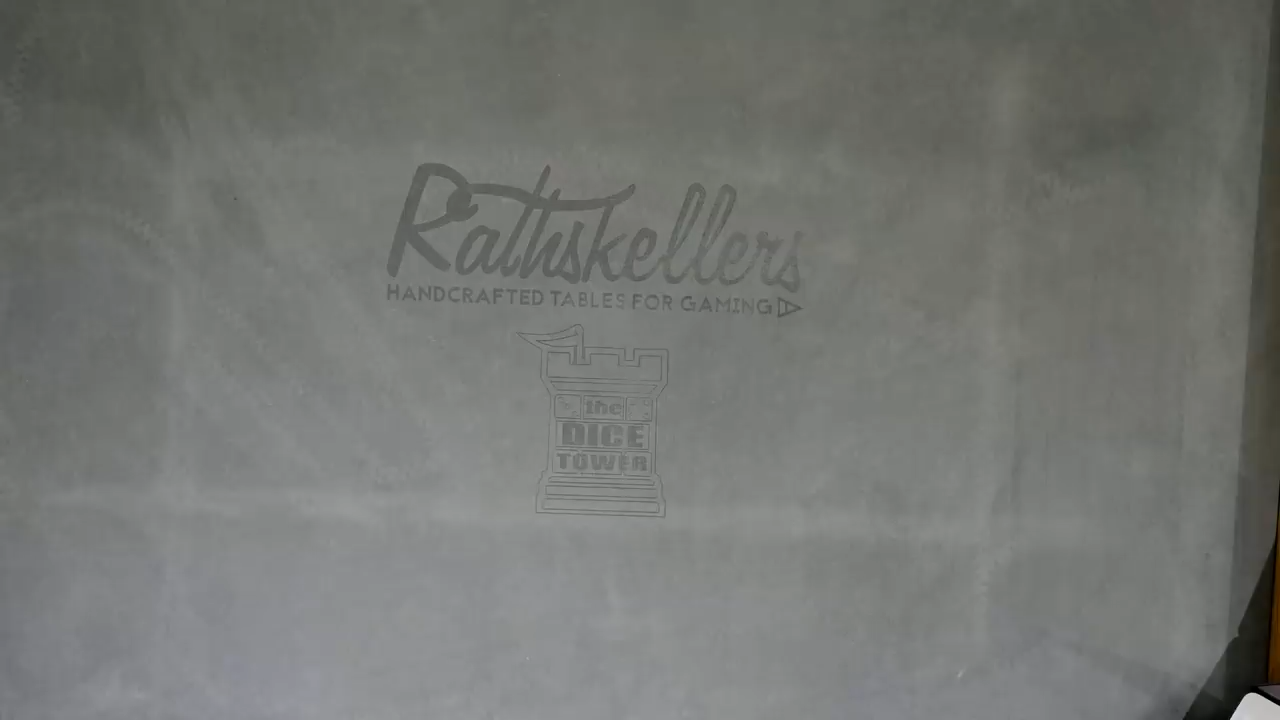 Rathskellers
HANDCRAFTED TABLES FOR GAMING
the
DICE
TOWER